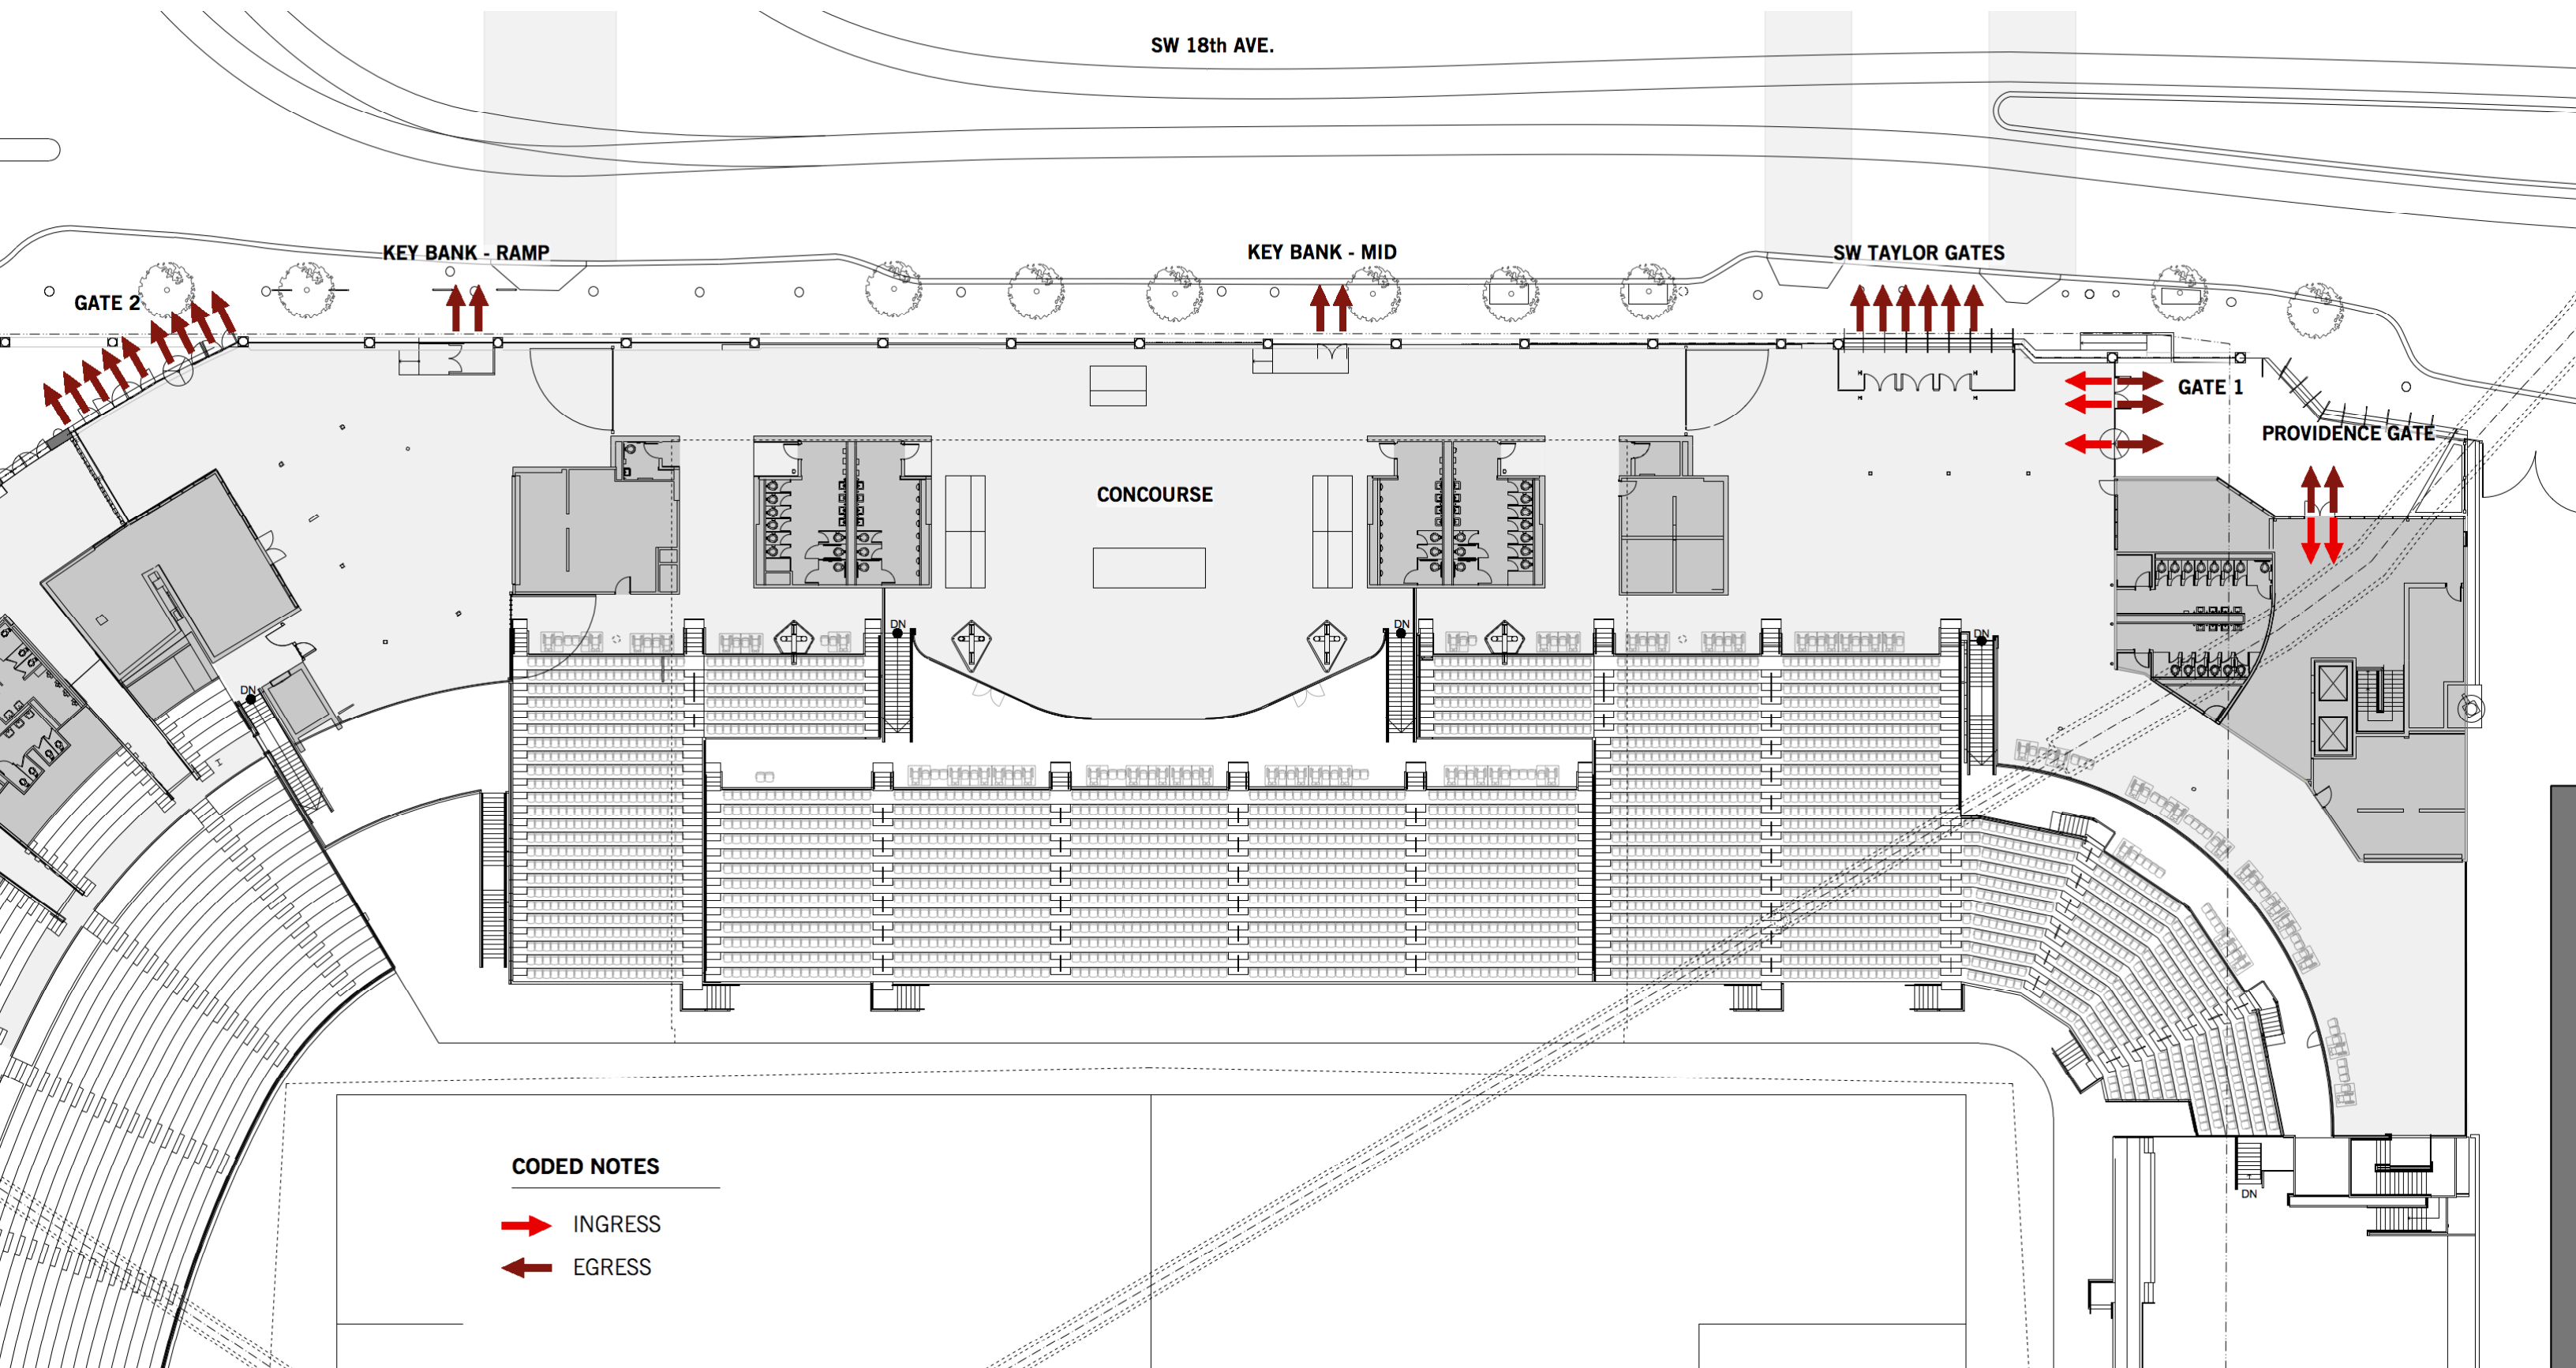 SW 18th AVE.
KEY BANK - RAMP
KEY BANK - MID
SW TAYLOR GATES
GATE 2
GATE 1
PROVIDENCE GATE
CONCOURSE
DN
DN
DN
DN
DN
CODED NOTES
INGRESS
EGRESS